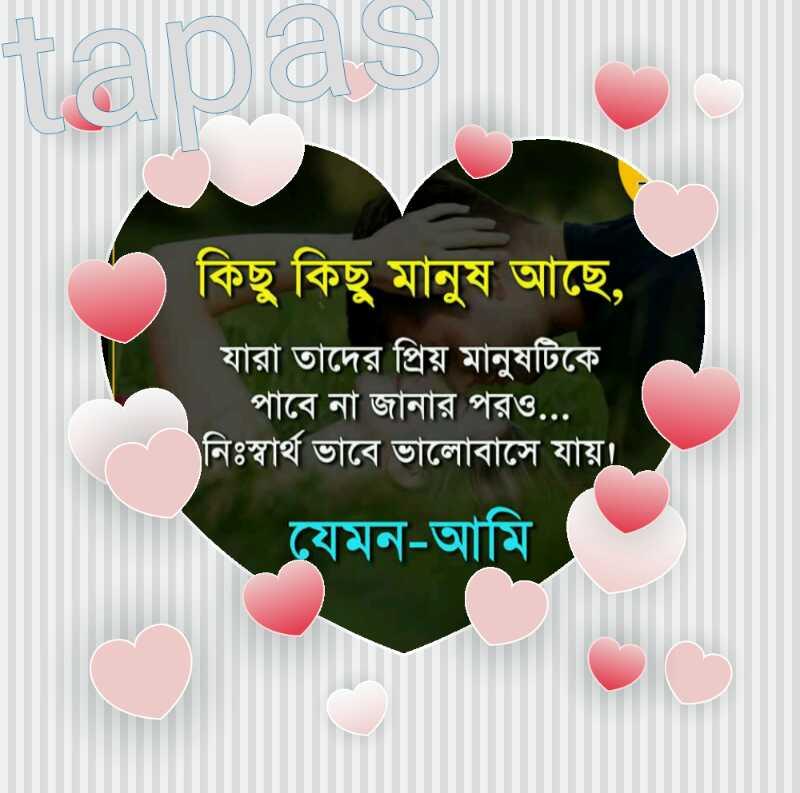 tapas
কিছু কিছু মানুষ আছে,
যারা তাদের প্রিয় মানুষটিকে
পাবে না জানার পরও...
নিঃস্বার্থ ভাবে ভালোবাসে যায়।
যেমন-আমি